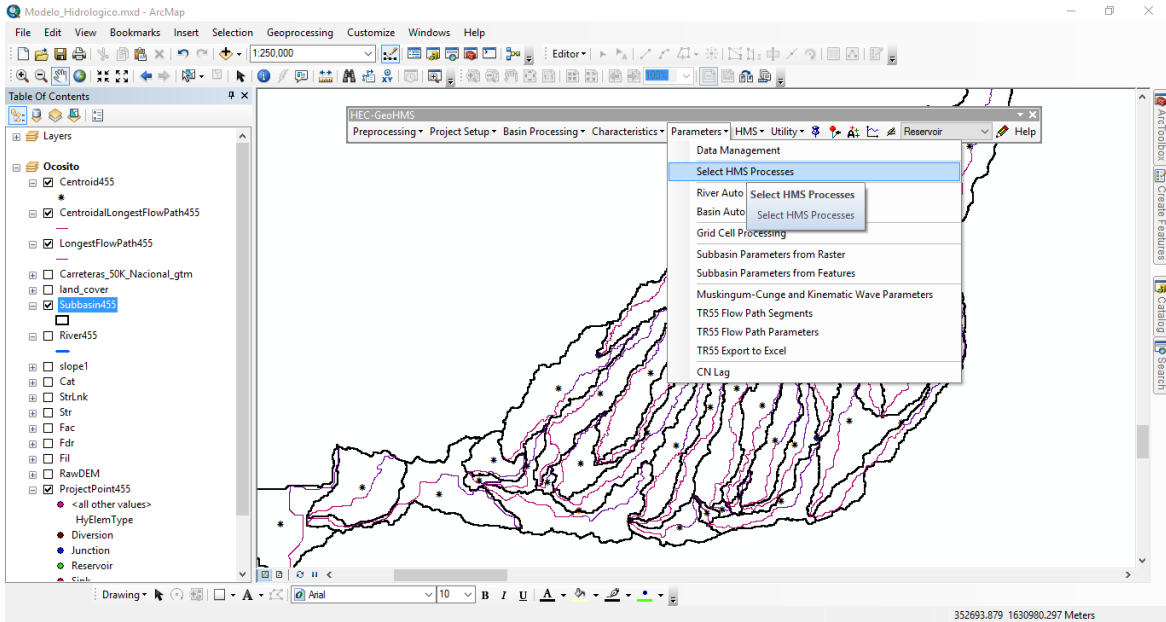 Modelo_Hidrologico.mxd - ArcMap
File Edit View Bookmarks Insert Selection Geoprocessing Customize Windows Help
1:250,000 Editor
100%
Table Of Contents
Layers
Ocosito
Centroid455
CentroidalLongestFlowPath455
LongestFlowPath455
Carreteras_50K_Nacional_gtm
land_cover
Subbasin455
River455
slope1
Cat
StrLnk
Str
Fac
Fdr
Fil
RawDEM
ProjectPoint455
<all other values>
HyElemType
Diversion
Junction
Reservoir
Sink
HEC-GeoHMS
Preprocessing Project Setup Basin Processing Characteristics Parameters HMS Utility Reservoir Help
Data Management
Select HMS Processes
River Auto
Basin Auto
Select HMS Processes
Select HMS Processes
Grid Cell Processing
Subbasin Parameters from Raster
Subbasin Parameters from Features
Muskingum-Cunge and Kinematic Wave Parameters
TR55 Flow Path Segments
TR55 Flow Path Parameters
TR55 Export to Excel
CN Lag
ArcToolbox
Create Features
Catalog
Search
Drawing A Arial 10 B I U A
352693.879 1630980.297 Meters